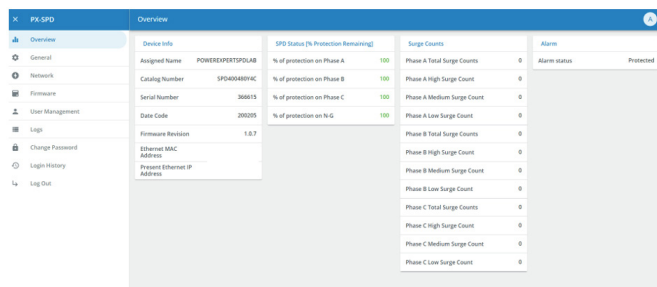 PX-SPD
Overview
A
Overview
General
Network
Firmware
User Management
Logs
Change Password
Login History
Log Out
Device Info
Assigned Name POWEREXPERTSPDLAB
Catalog Number SPD400480Y4C
Serial Number 366615
Date Code 200205
Firmware Revision 1.0.7
Ethernet MAC
Address
Present Ethernet IP
Address
SPD Status [% Protection Remaining]
% of protection on Phase A 100
% of protection on Phase B 100
% of protection on Phase C 100
% of protection on N-G 100
Surge Counts
Phase A Total Surge Counts 0
Phase A High Surge Count 0
Phase A Medium Surge Count 0
Phase A Low Surge Count 0
Phase B Total Surge Counts 0
Phase B High Surge Count 0
Phase B Medium Surge Count 0
Phase B Low Surge Count 0
Phase C Total Surge Counts 0
Phase C High Surge Count 0
Phase C Medium Surge Count 0
Phase C Low Surge Count 0
Alarm
Alarm status Protected